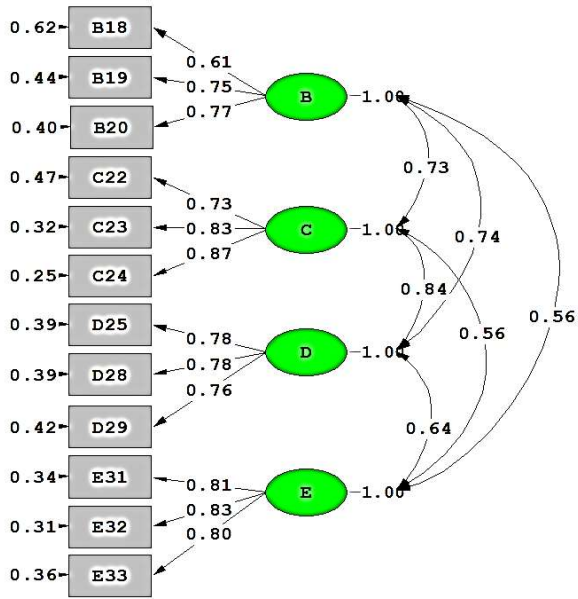 0.62 B18
0.61
0.44 B19
0.75
B 1.00
0.77
0.40 B20
0.47 C22
0.73
0.73
0.32 C23
0.83
C 1.00
0.74
0.87
0.25 C24
0.84
0.56
0.39 D25
0.56
0.78
D 1.00
0.78
0.39 D28
0.76
0.42 D29
0.64
0.34 E31
0.81
E 1.00
0.83
0.31 E32
0.80
0.36 E33